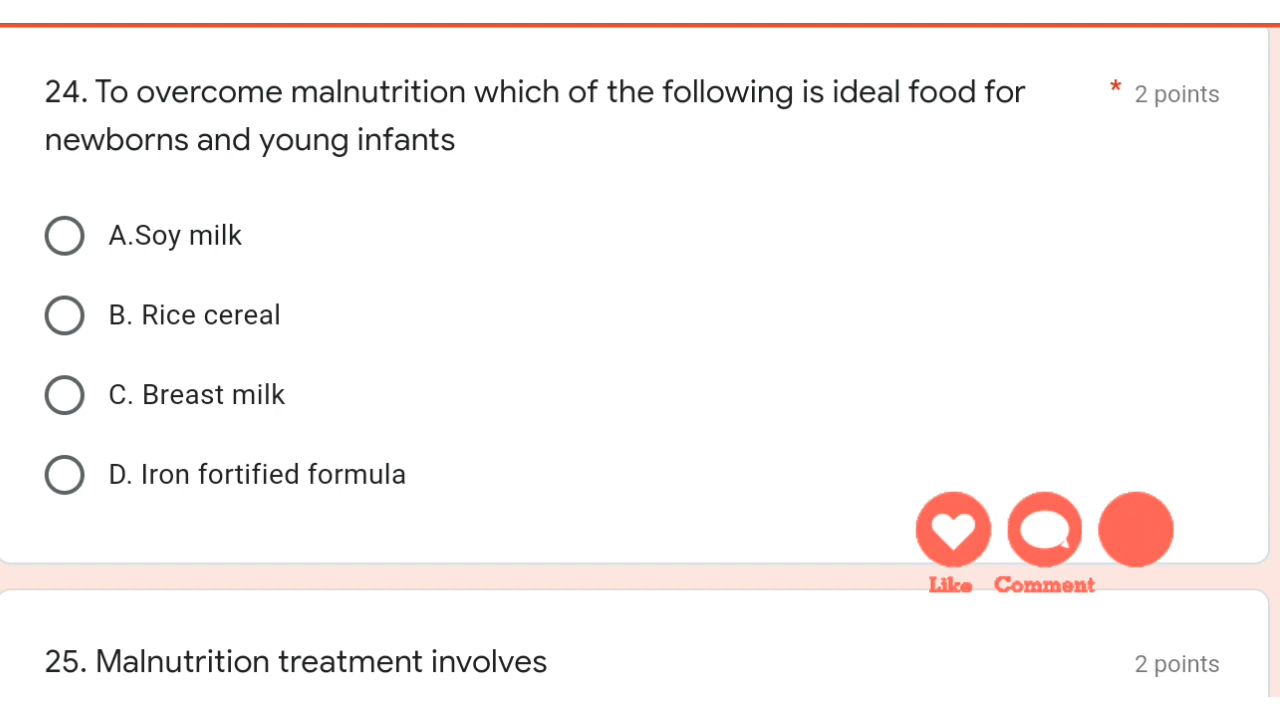 24. To overcome malnutrition which of the following is ideal food for * 2 points
newborns and young infants
A.Soy milk
B. Rice cereal
C. Breast milk
D. Iron fortified formula
Like Comment
25. Malnutrition treatment involves 2 points